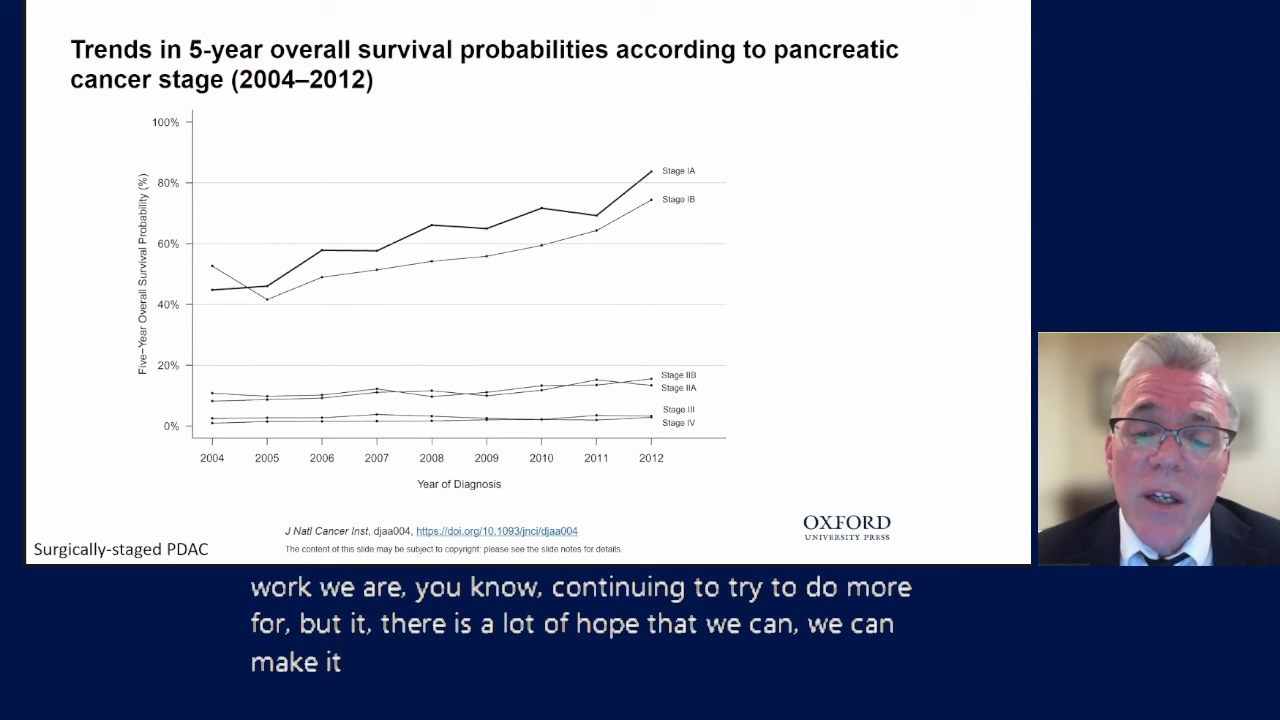 Trends in 5-year overall survival probabilities according to pancreatic
cancer stage (2004–2012)
Five−Year Overall Survival Probability (%)
100%
80%
60%
40%
20%
0%
Stage IA
Stage IB
Stage IIB
Stage IIA
Stage III
Stage IV
2004 2005 2006 2007 2008 2009 2010 2011 2012
Year of Diagnosis
J Natl Cancer Inst, djaa004, https://doi.org/10.1093/jnci/djaa004
The content of this slide may be subject to copyright: please see the slide notes for details.
OXFORD
UNIVERSITY PRESS
Surgically-staged PDAC
work we are, you know, continuing to try to do more
for, but it, there is a lot of hope that we can, we can
make it